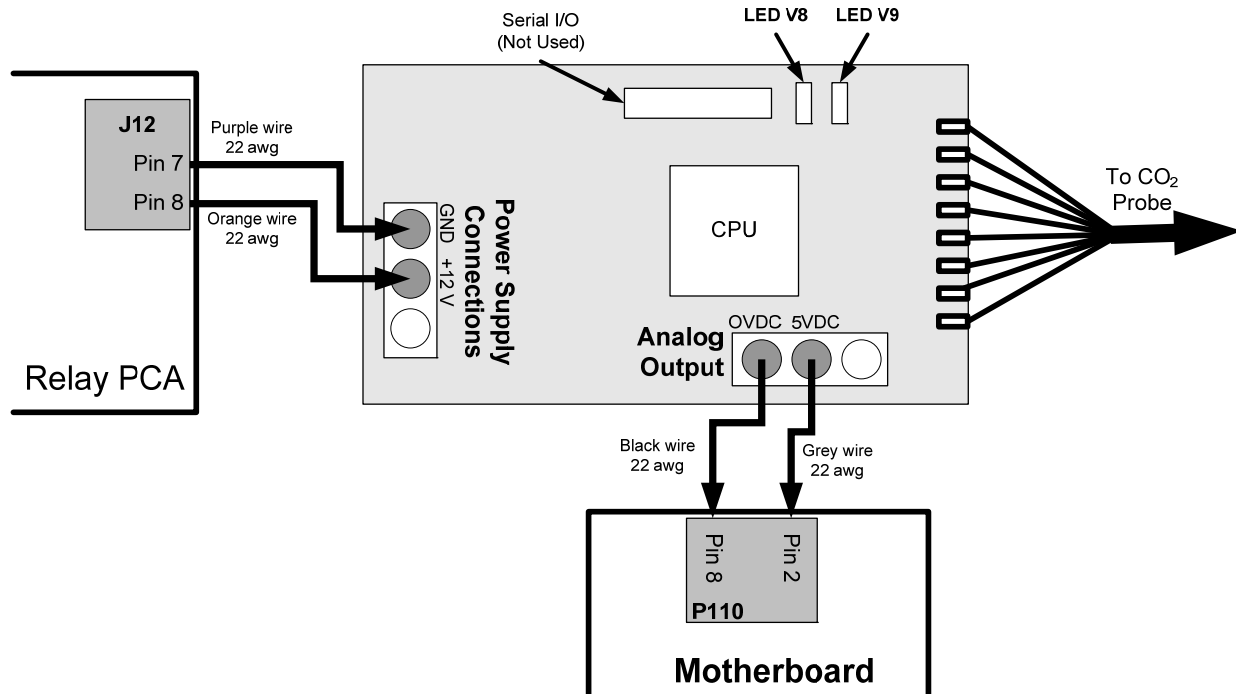 Serial I/O
(Not Used)
LED V8
LED V9
J12
Pin 7
Pin 8
Purple wire
22 awg
Orange wire
22 awg
Relay PCA
GND
+12 V
Power Supply
Connections
CPU
To CO₂
Probe
Analog
Output
OVDC
5VDC
Black wire
22 awg
Grey wire
22 awg
Pin 8
Pin 2
P110
Motherboard